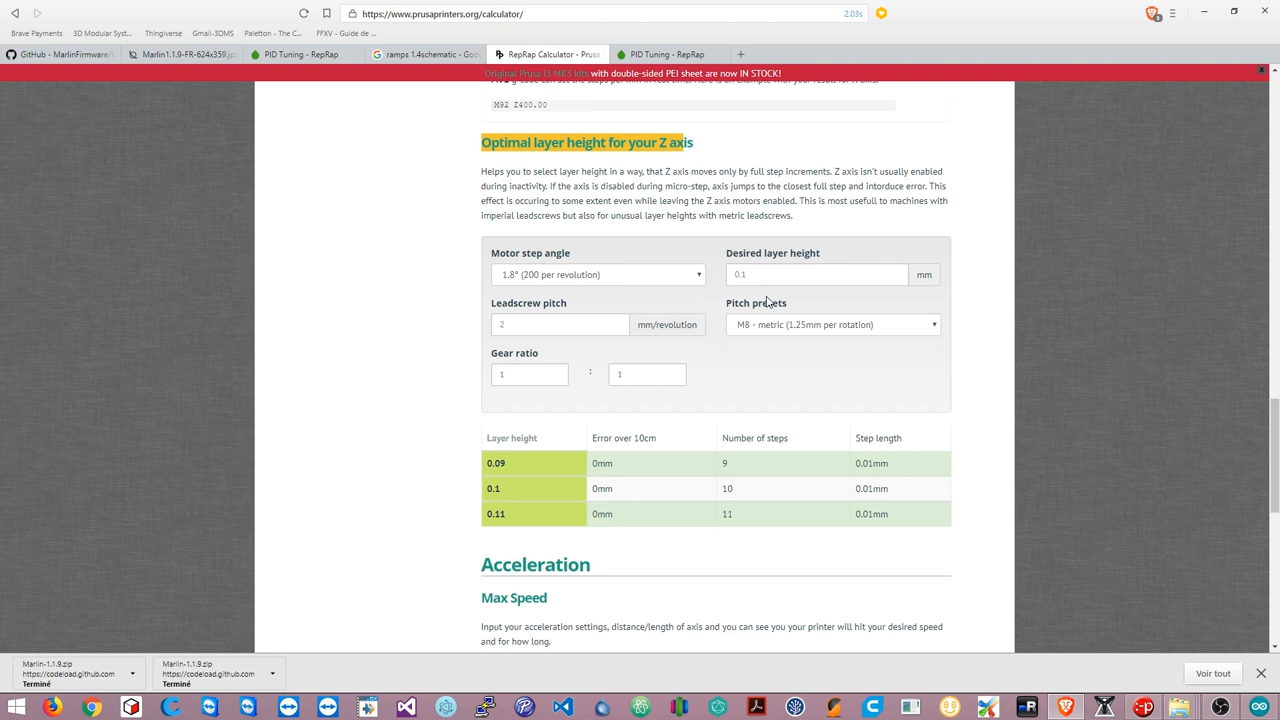 https://www.prusaprinters.org/calculator/
2.03s
5
Brave Payments
3D Modular Syst...
Thingiverse
Gmail-3DMS
Paletton - The C...
FFXV - Guide de...
GitHub - MarlinFirmware/M
Marlin1.1.9-FR-624x359.jp
PID Tuning - RepRap
ramps 1.4schematic - Goo
RepRap Calculator - Prusa
PID Tuning - RepRap
Original Prusa i3 MK3 kits with double-sided PEI sheet are now IN STOCK!
x
M92 Z400.00
Optimal layer height for your Z axis
Helps you to select layer height in a way, that Z axis moves only by full step increments. Z axis isn't usually enabled
during inactivity. If the axis is disabled during micro-step, axis jumps to the closest full step and intorduce error. This
effect is occuring to some extent even while leaving the Z axis motors enabled. This is most usefull to machines with
imperial leadscrews but also for unusual layer heights with metric leadscrews.
Motor step angle
Desired layer height
1.8° (200 per revolution)
0.1
mm
Leadscrew pitch
Pitch presets
2
mm/revolution
M8 - metric (1.25mm per rotation)
Gear ratio
1
:
1
Layer height
Error over 10cm
Number of steps
Step length
0.09
0mm
9
0.01mm
0.1
0mm
10
0.01mm
0.11
0mm
11
0.01mm
Acceleration
Max Speed
Input your acceleration settings, distance/length of axis and you can see you your printer will hit your desired speed
and for how long.
Marlin-1.1.9.zip
https://codeload.github.com
Terminé
Marlin-1.1.9.zip
https://codeload.github.com
Terminé
Voir tout